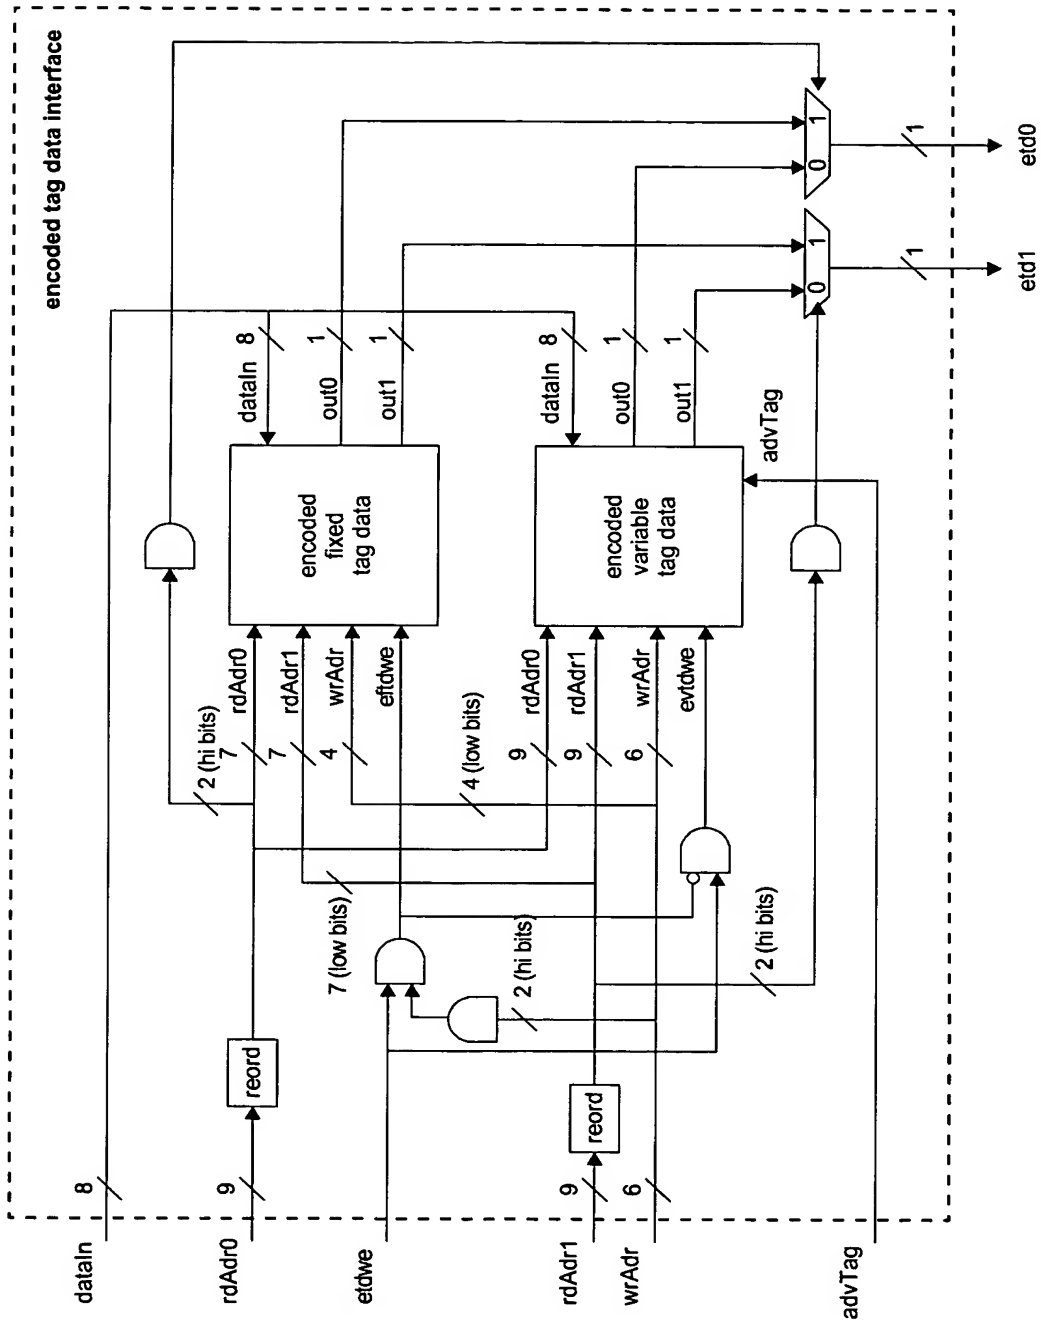 encoded tag data interface
dataIn
8
rdAdr0
9
etdwe
rdAdr1
9
wrAdr
6
advTag
reord
reord
2 (hi bits)
7
rdAdr0
7
rdAdr1
4
wrAdr
eftdwe
7 (low bits)
2 (hi bits)
4 (low bits)
9
rdAdr0
9
rdAdr1
6
wrAdr
evtdwe
2 (hi bits)
encoded
fixed
tag data
encoded
variable
tag data
dataIn
8
out0
1
out1
1
dataIn
8
out0
1
out1
1
advTag
0
1
0
1
1
1
etd0
etd1